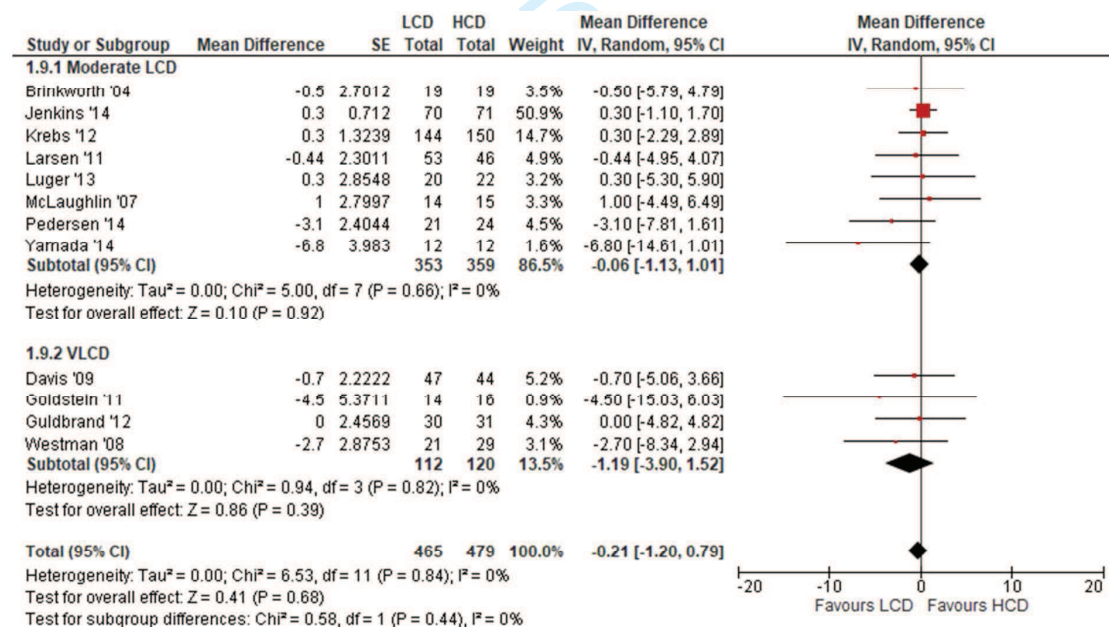 LCD HCD Mean Difference Mean Difference
Study or Subgroup Mean Difference SE Total Total Weight IV, Random, 95% CI IV, Random, 95% CI
1.9.1 Moderate LCD
Brinkworth '04 -0.5 2.7012 19 19 3.5% -0.50 [-5.79, 4.79]
Jenkins '14 0.3 0.712 70 71 50.9% 0.30 [-1.10, 1.70]
Krebs '12 0.3 1.3239 144 150 14.7% 0.30 [-2.29, 2.89]
Larsen '11 -0.44 2.3011 53 46 4.9% -0.44 [-4.95, 4.07]
Luger '13 0.3 2.8548 20 22 3.2% 0.30 [-5.30, 5.90]
McLaughlin '07 1 2.7997 14 15 3.3% 1.00 [-4.49, 6.49]
Pedersen '14 -3.1 2.4044 21 24 4.5% -3.10 [-7.81, 1.61]
Yamada '14 -6.8 3.983 12 12 1.6% -6.80 [-14.61, 1.01]
Subtotal (95% CI) 353 359 86.5% -0.06 [-1.13, 1.01]
Heterogeneity: Tau² = 0.00; Chi² = 5.00, df = 7 (P = 0.66); I² = 0%
Test for overall effect: Z = 0.10 (P = 0.92)
1.9.2 VLCD
Davis '09 -0.7 2.2222 47 44 5.2% -0.70 [-5.06, 3.66]
Goldstein '11 -4.5 5.3711 14 16 0.9% -4.50 [-15.03, 6.03]
Guldbrand '12 0 2.4569 30 31 4.3% 0.00 [-4.82, 4.82]
Westman '08 -2.7 2.8753 21 29 3.1% -2.70 [-8.34, 2.94]
Subtotal (95% CI) 112 120 13.5% -1.19 [-3.90, 1.52]
Heterogeneity: Tau² = 0.00; Chi² = 0.94, df = 3 (P = 0.82); I² = 0%
Test for overall effect: Z = 0.86 (P = 0.39)
Total (95% CI) 465 479 100.0% -0.21 [-1.20, 0.79]
Heterogeneity: Tau² = 0.00; Chi² = 6.53, df = 11 (P = 0.84); I² = 0%
Test for overall effect: Z = 0.41 (P = 0.68)
Test for subgroup differences: Chi² = 0.58, df = 1 (P = 0.44), I² = 0%
-20 -10 0 10 20
Favours LCD Favours HCD